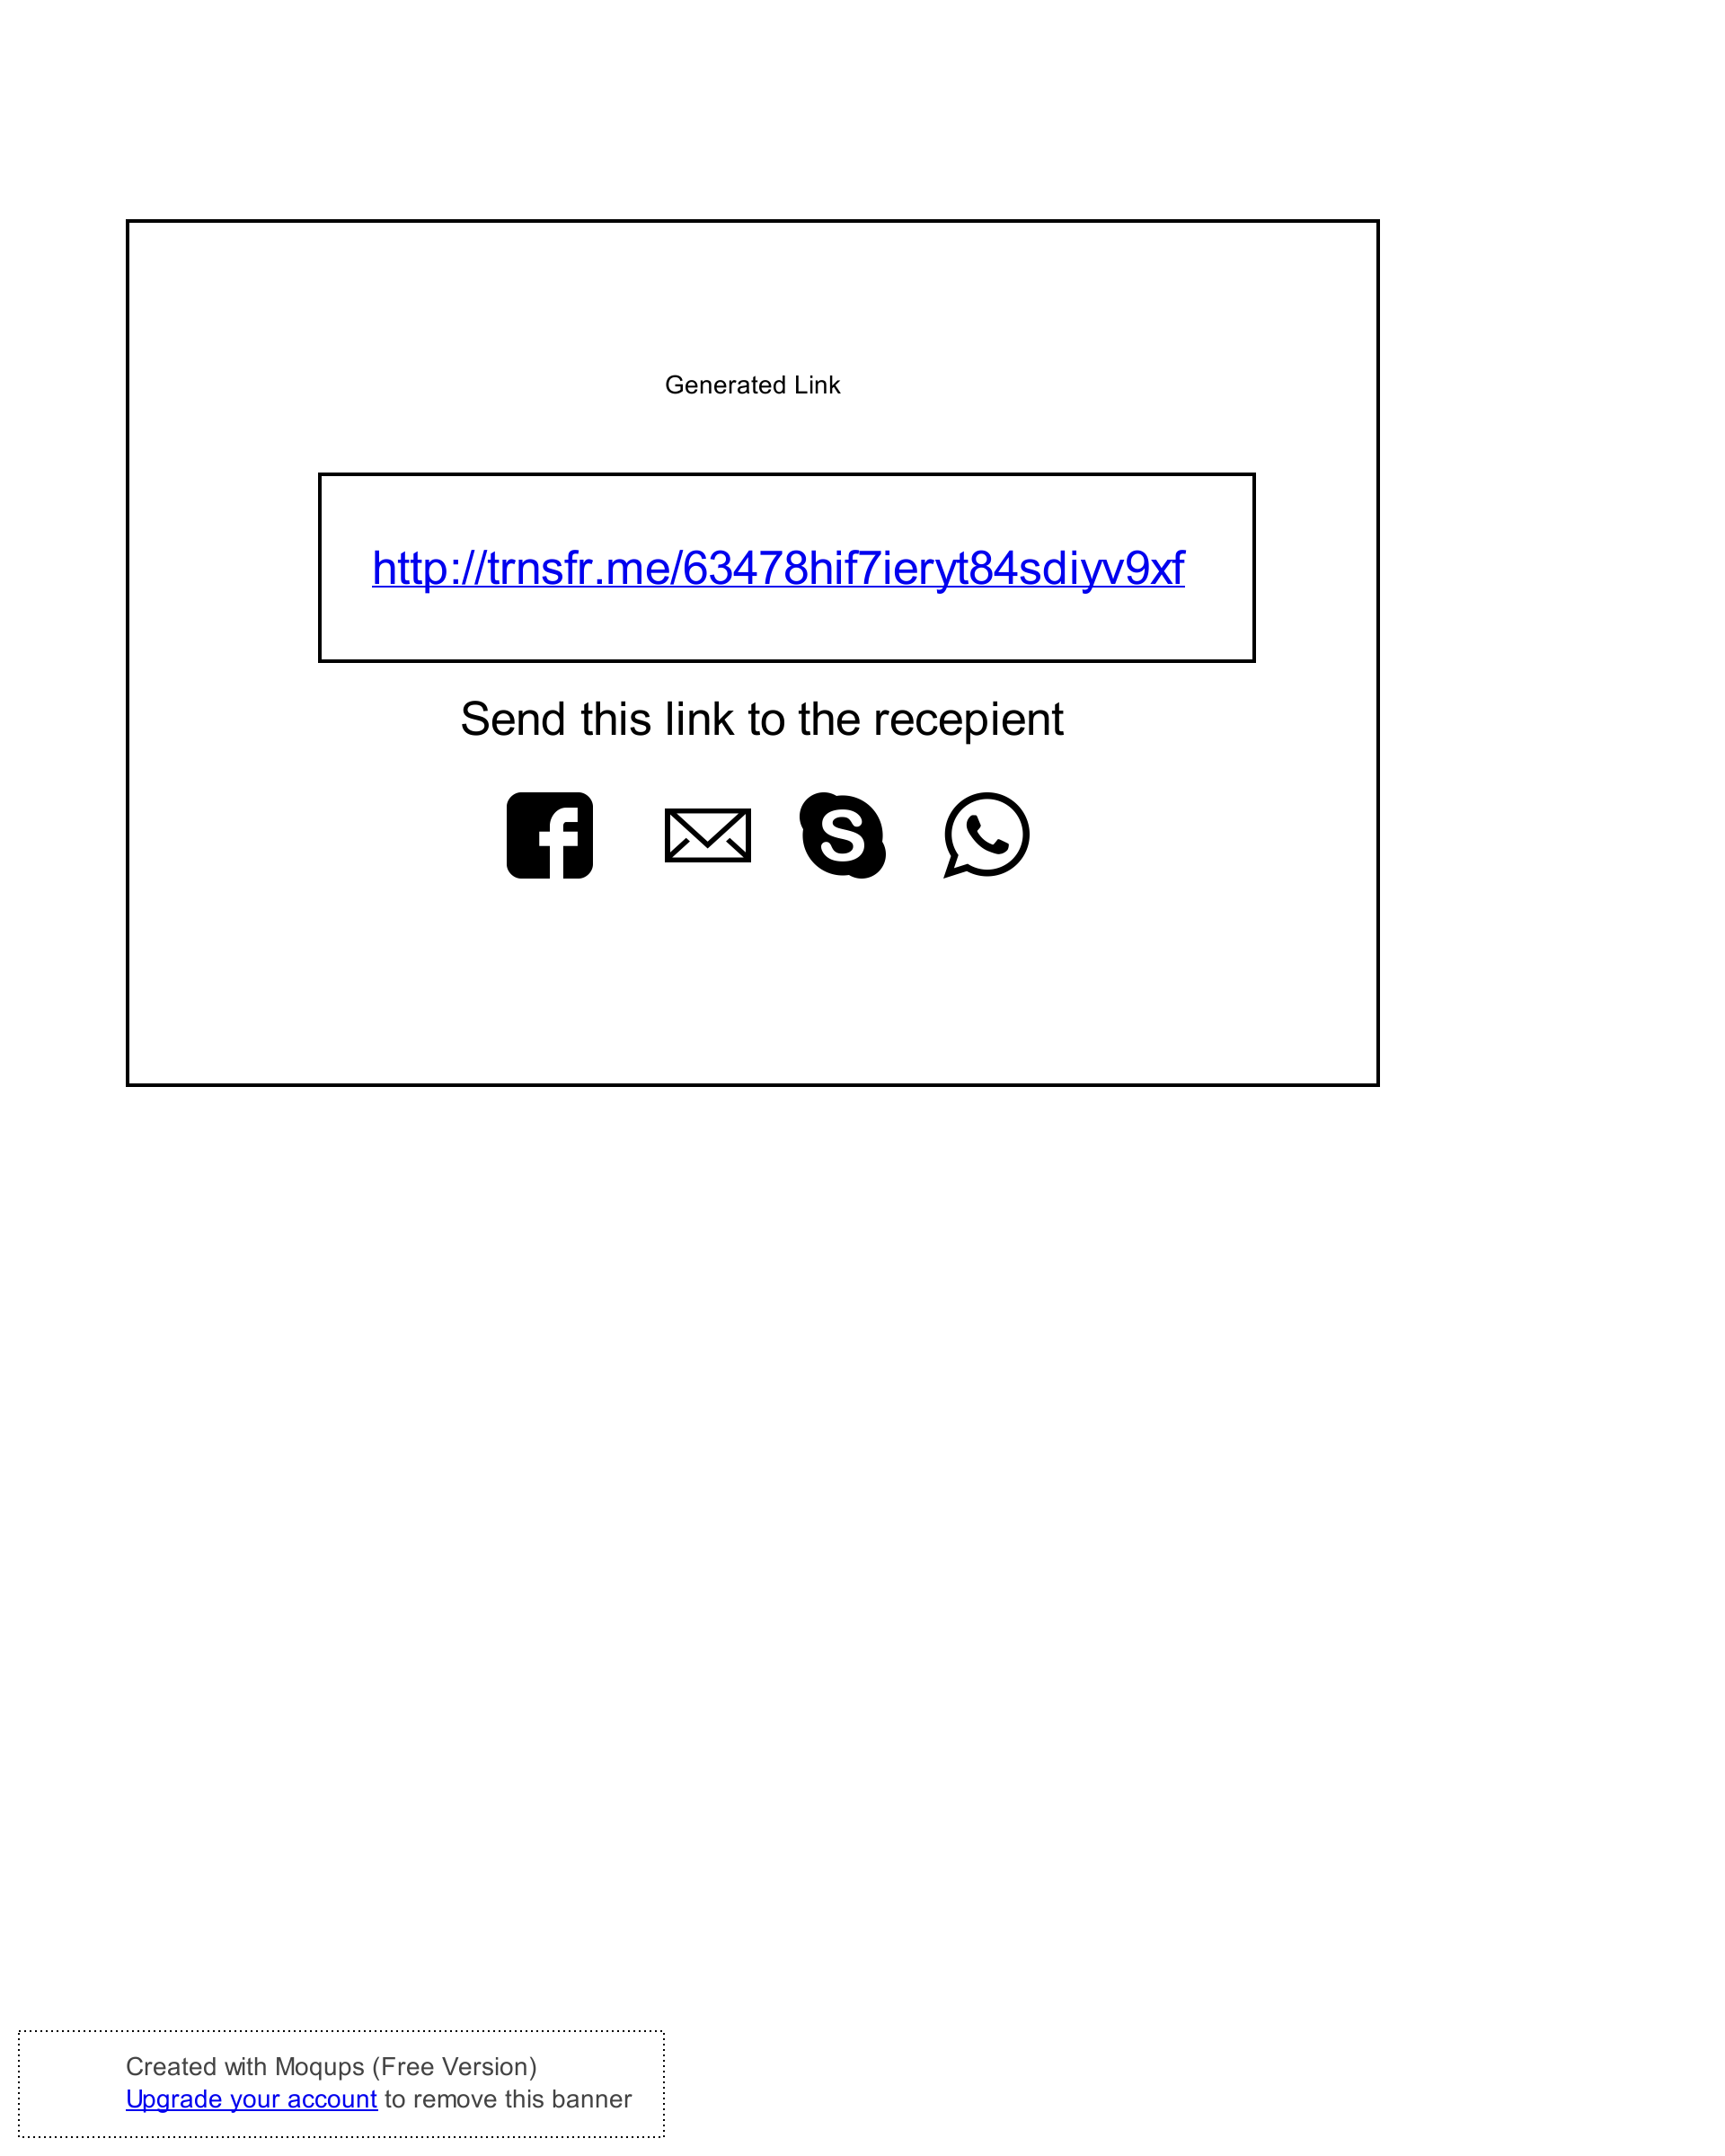 Generated Link
http://trnsfr.me/63478hif7ieryt84sdiyv9xf
Send this link to the recepient
Created with Moqups (Free Version)
Upgrade your account to remove this banner